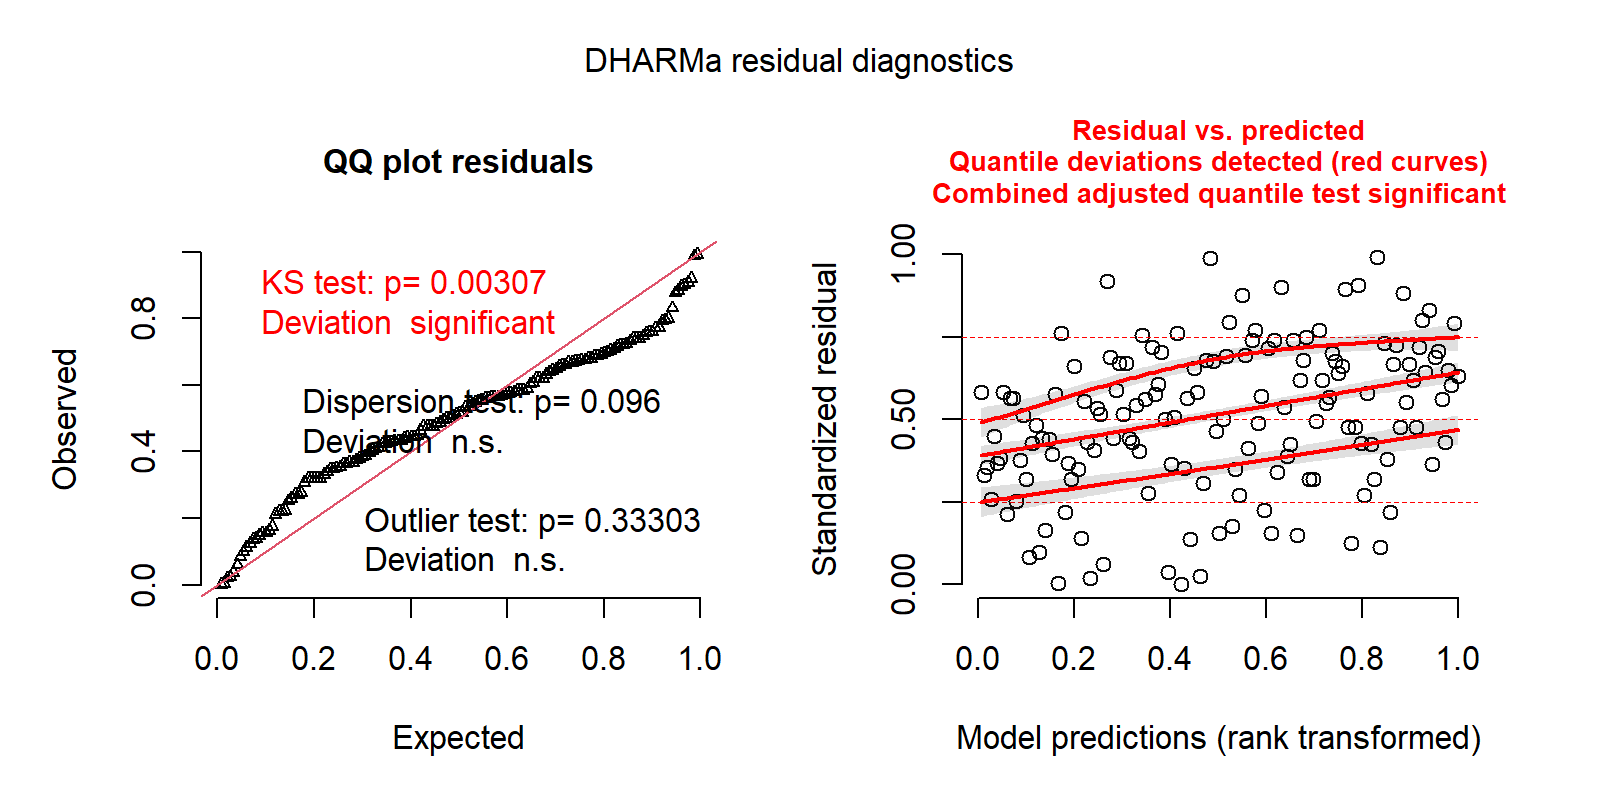 DHARMa residual diagnostics
QQ plot residuals
KS test: p= 0.00307
Deviation  significant
Dispersion test: p= 0.096
Deviation  n.s.
Outlier test: p= 0.33303
Deviation  n.s.
Observed
0.0
0.4
0.8
0.0 0.2 0.4 0.6 0.8 1.0
Expected
Residual vs. predicted
Quantile deviations detected (red curves)
Combined adjusted quantile test significant
Standardized residual
0.00
0.50
1.00
0.0 0.2 0.4 0.6 0.8 1.0
Model predictions (rank transformed)